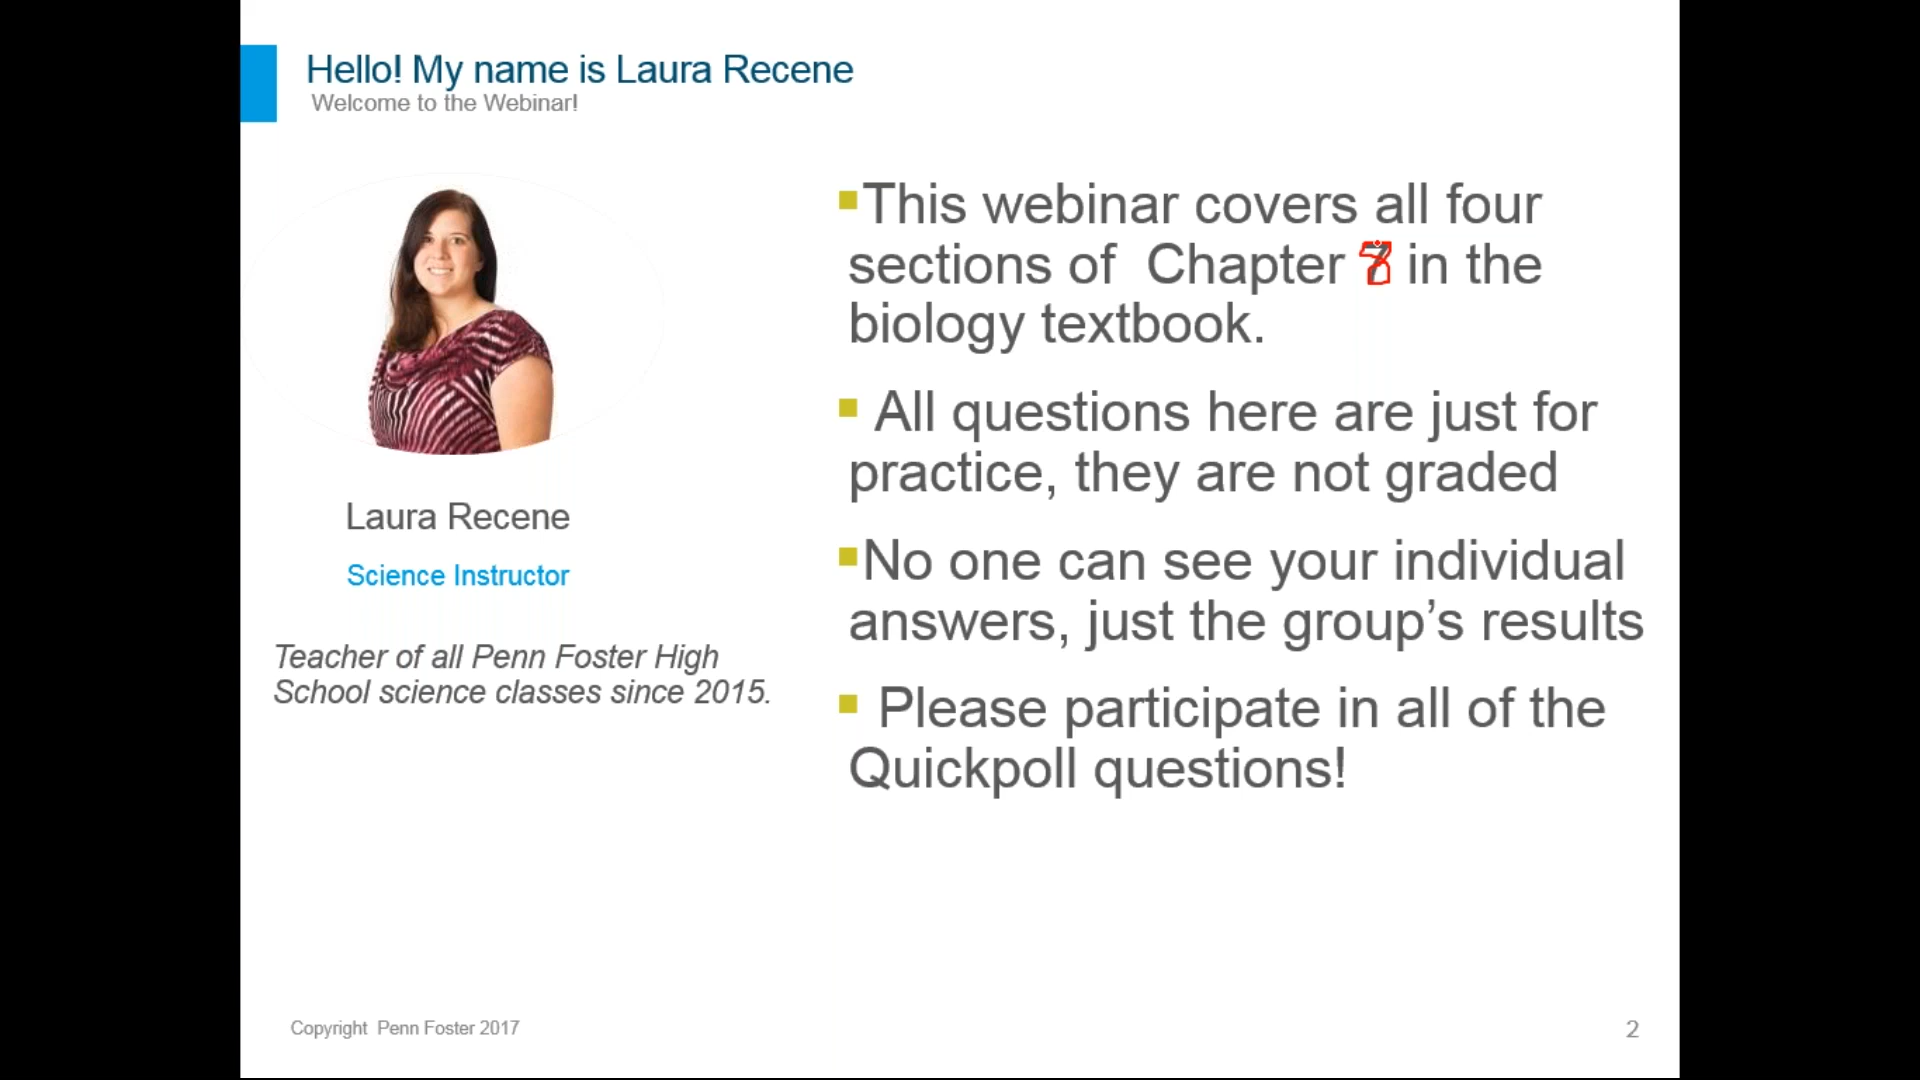 Hello! My name is Laura Recene
Welcome to the Webinar!
Laura Recene
Science Instructor
Teacher of all Penn Foster High
School science classes since 2015.
This webinar covers all four
sections of Chapter 8 in the
biology textbook.
All questions here are just for
practice, they are not graded
No one can see your individual
answers, just the group’s results
Please participate in all of the
Quickpoll questions!
Copyright Penn Foster 2017
2